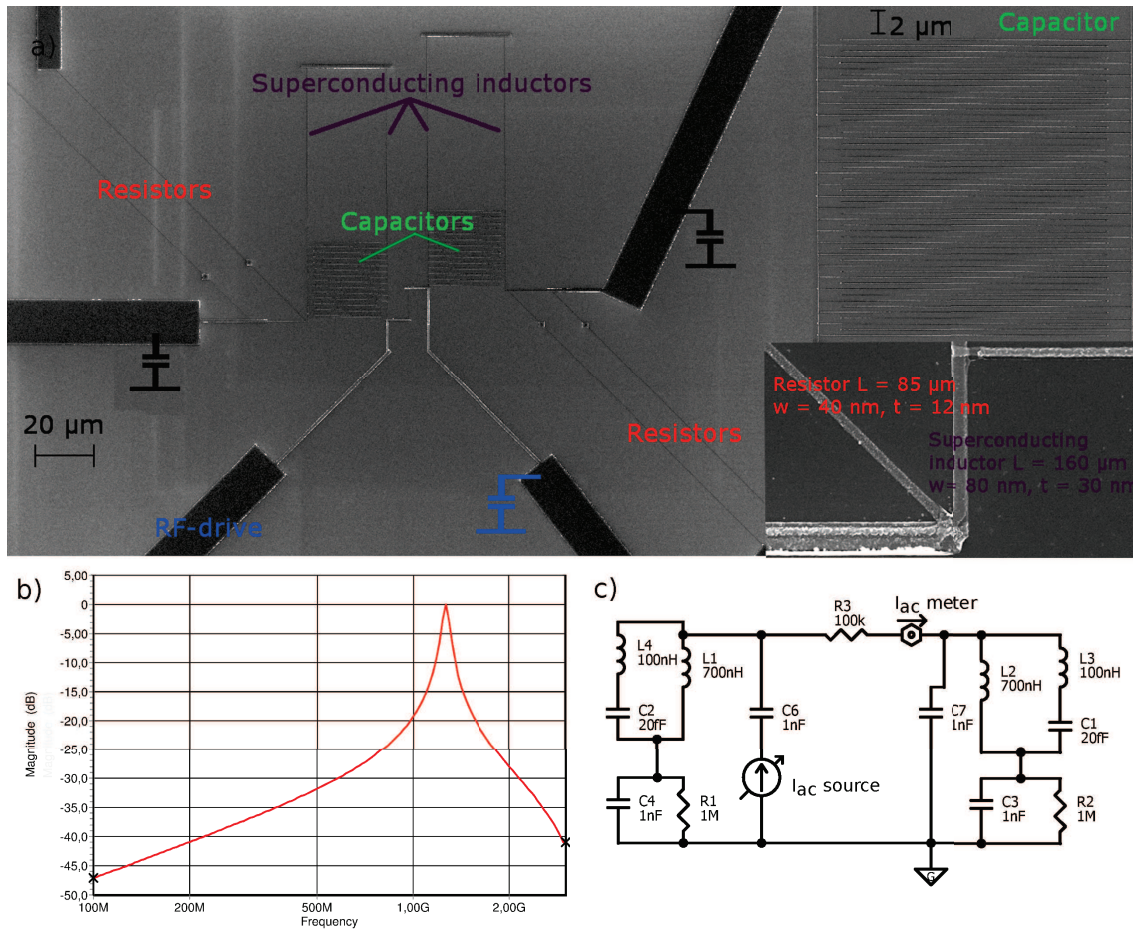 a)
2 μm
Capacitor
Superconducting inductors
Resistors
Capacitors
20 μm
Resistors
RF-drive
Resistor L = 85 μm
w = 40 nm, t = 12 nm
Superconducting
inductor L = 160 μm
w= 80 nm, t = 30 nm
b)
5,00
0
-5,00
-10,0
-15,0
-20,0
-25,0
-30,0
-35,0
-40,0
-45,0
-50,0
Magnitude (dB)
100M
200M
500M
1,00G
2,00G
Frequency
c)
Iac meter
R3
100k
L4
100nH
L1
700nH
L2
700nH
L3
100nH
C2
20fF
C6
1nF
C7
1nF
C1
20fF
Iac source
C4
1nF
R1
1M
C3
1nF
R2
1M
G